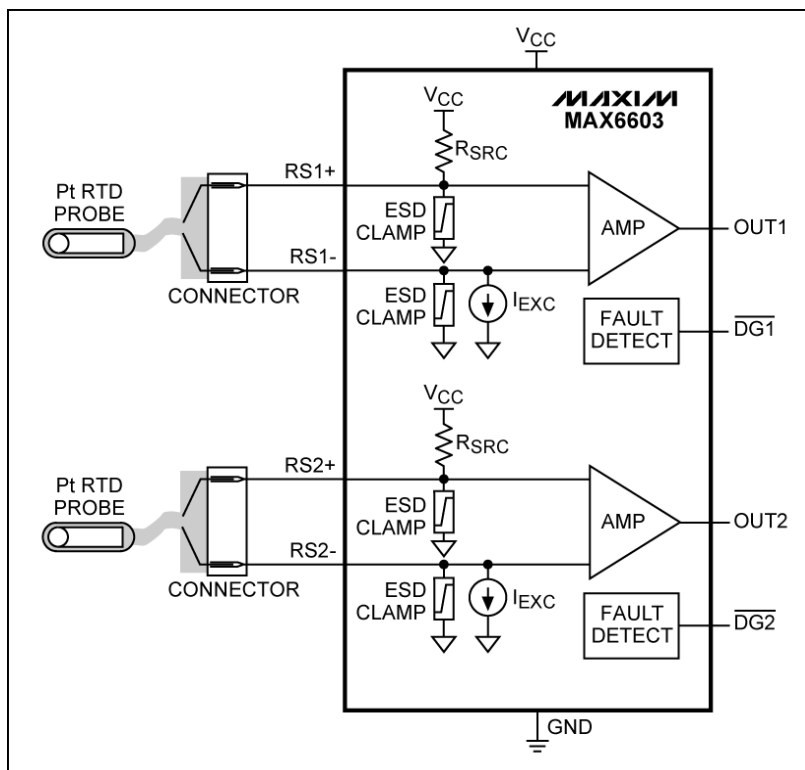 VCC
MAXIM
MAX6603
VCC
RSRC
RS1+
Pt RTD
PROBE
ESD
CLAMP
AMP
OUT1
RS1-
CONNECTOR
ESD
CLAMP
IEXC
FAULT
DETECT
DG1
VCC
RSRC
RS2+
Pt RTD
PROBE
ESD
CLAMP
AMP
OUT2
RS2-
CONNECTOR
ESD
CLAMP
IEXC
FAULT
DETECT
DG2
GND